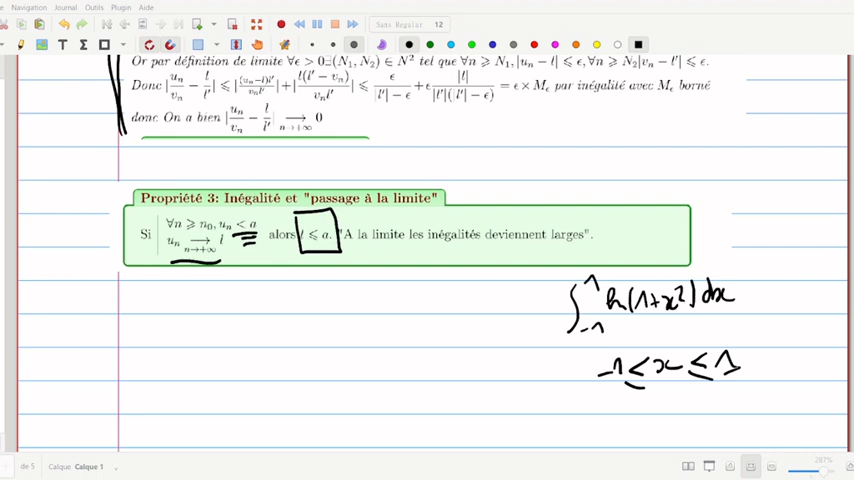 Navigation Journal Outils Plugin Aide
Sans Regular 12
Or par définition de limite ∀ϵ > 0∃(N₁, N₂) ∈ N² tel que ∀n ⩾ N₁, |uₙ − l| ⩽ ϵ, ∀n ⩾ N₂|vₙ − l'| ⩽ ϵ.
Donc |uₙ/vₙ − l/l'| ⩽ |(uₙ−l)l'/vₙl'| + |l(l' − vₙ)/vₙl'| ⩽ ϵ/(|l'| − ϵ) + ϵ|l|/(|l'|(|l'| − ϵ)) = ϵ × Mϵ par inégalité avec Mϵ borné
donc On a bien |uₙ/vₙ − l/l'| ⟶ 0 n→+∞
Propriété 3: Inégalité et "passage à la limite"
Si | ∀n ⩾ n₀, uₙ < a
uₙ ⟶ l n→+∞ alors l ⩽ a. "A la limite les inégalités deviennent larges".
∫₋₁¹ ln(1+x²) dx
−1 ≤ x ≤ 1
de 5 Calque Calque 1 287%